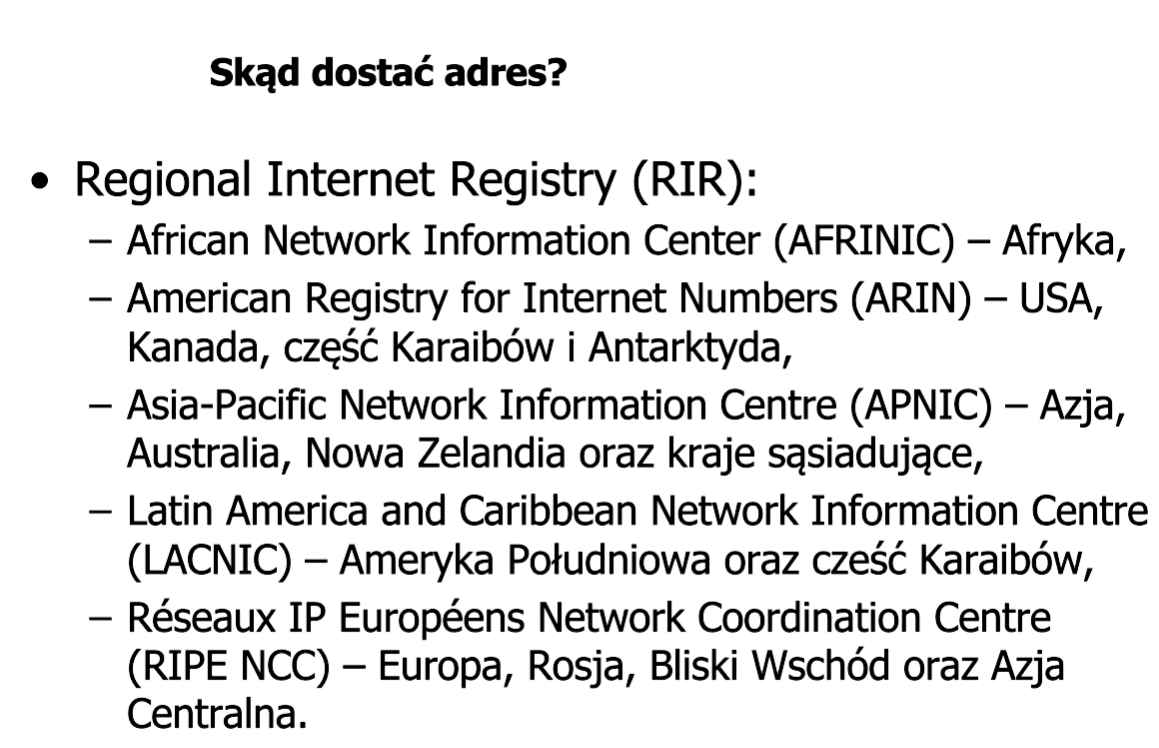 Skąd dostać adres?
• Regional Internet Registry (RIR):
– African Network Information Center (AFRINIC) – Afryka,
– American Registry for Internet Numbers (ARIN) – USA,
Kanada, część Karaibów i Antarktyda,
– Asia-Pacific Network Information Centre (APNIC) – Azja,
Australia, Nowa Zelandia oraz kraje sąsiadujące,
– Latin America and Caribbean Network Information Centre
(LACNIC) – Ameryka Południowa oraz cześć Karaibów,
– Réseaux IP Européens Network Coordination Centre
(RIPE NCC) – Europa, Rosja, Bliski Wschód oraz Azja
Centralna.